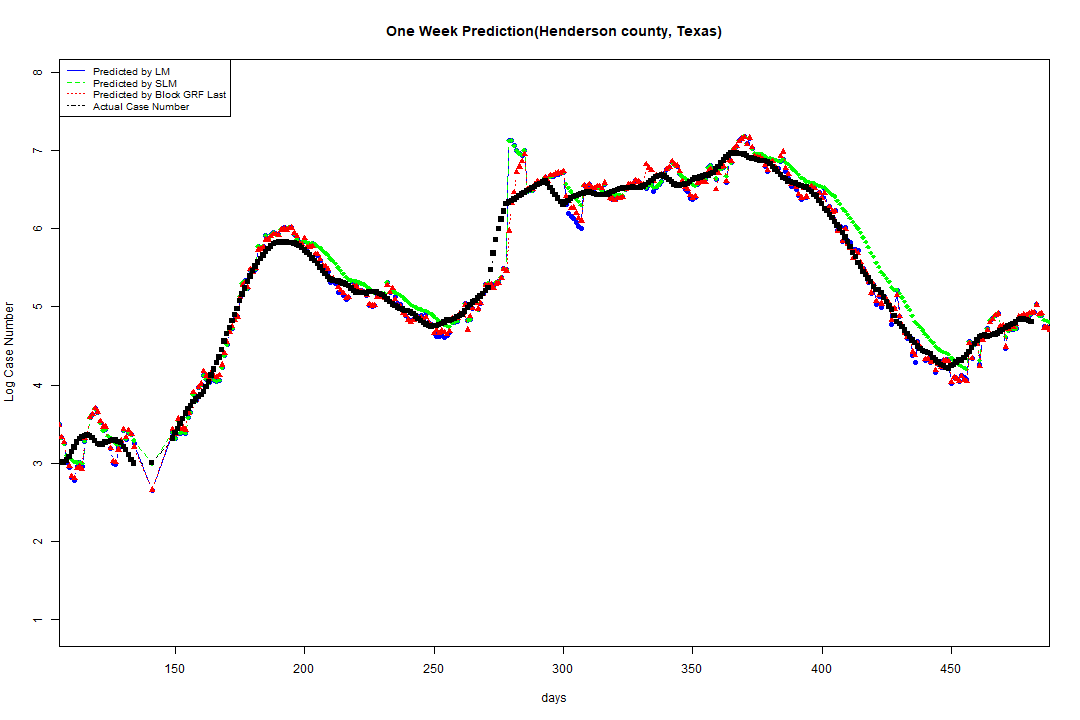 One Week Prediction(Henderson county, Texas)
Predicted by LM
Predicted by SLM
Predicted by Block GRF Last
Actual Case Number
8
7
6
5
4
3
2
1
Log Case Number
150 200 250 300 350 400 450
days